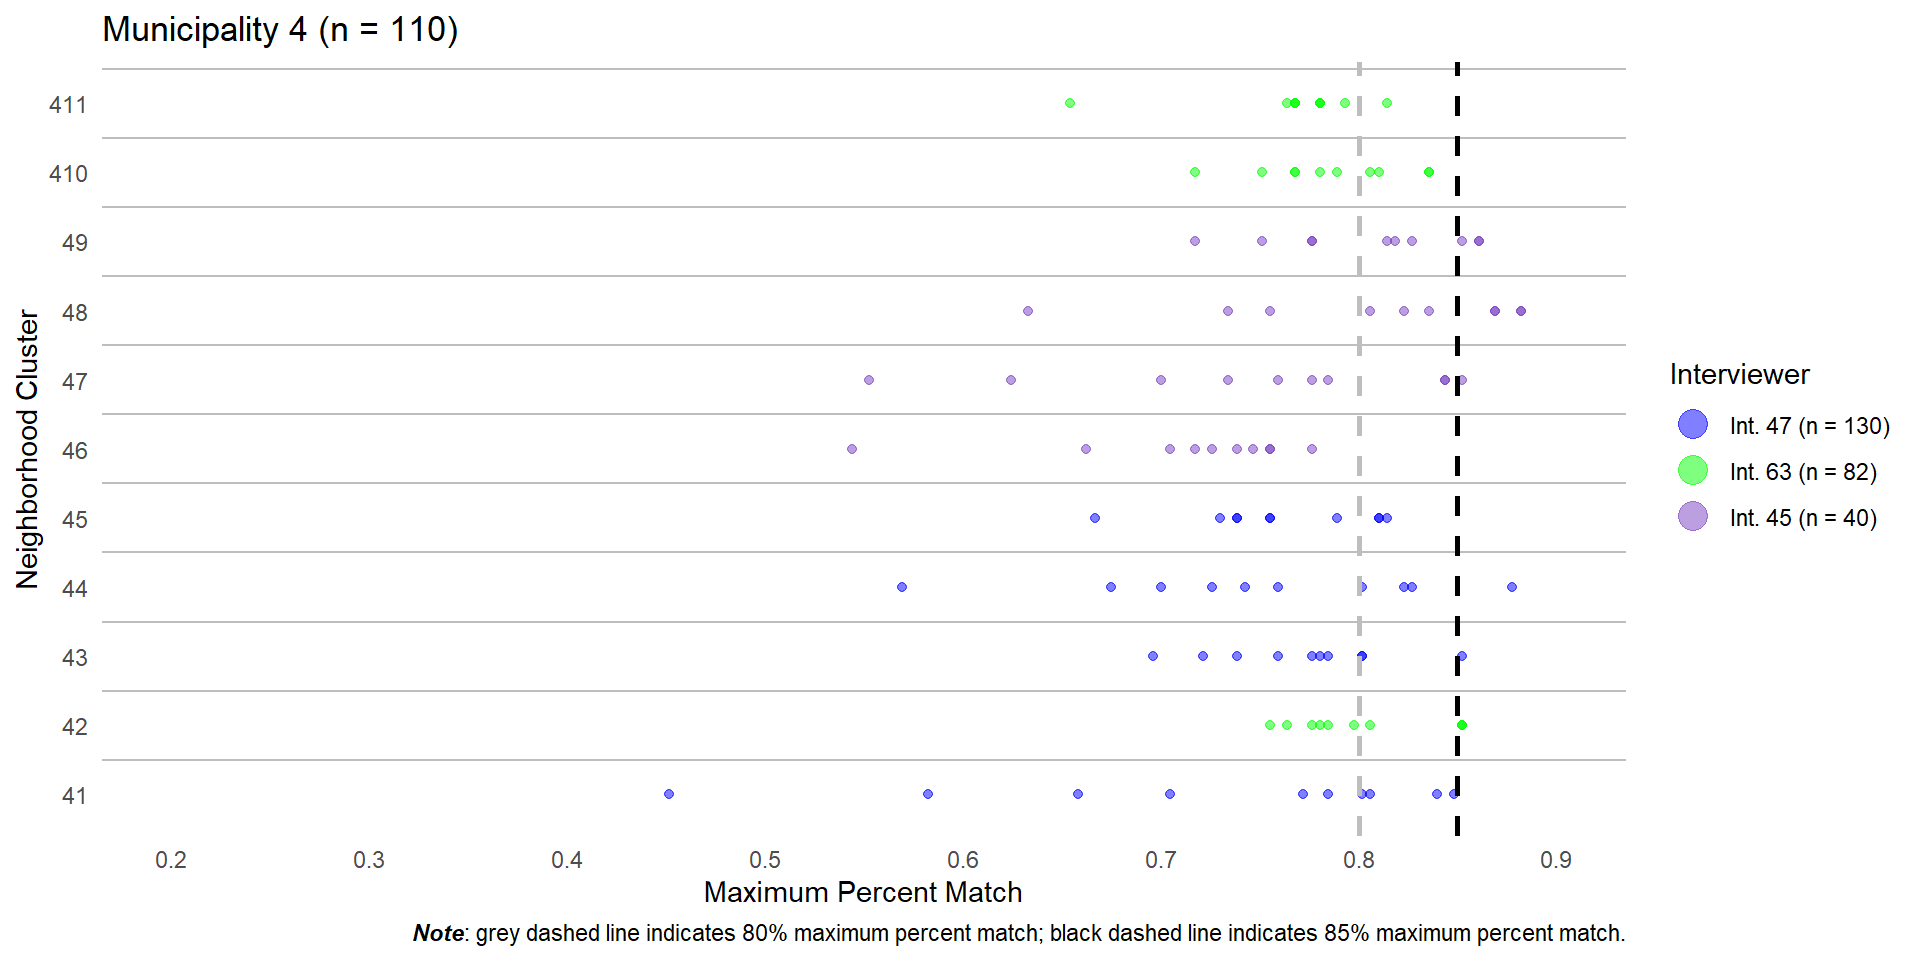 Municipality 4 (n = 110)
Neighborhood Cluster
411
410
49
48
47
46
45
44
43
42
41
0.2 0.3 0.4 0.5 0.6 0.7 0.8 0.9
Maximum Percent Match
Note: grey dashed line indicates 80% maximum percent match; black dashed line indicates 85% maximum percent match.
Interviewer
Int. 47 (n = 130)
Int. 63 (n = 82)
Int. 45 (n = 40)